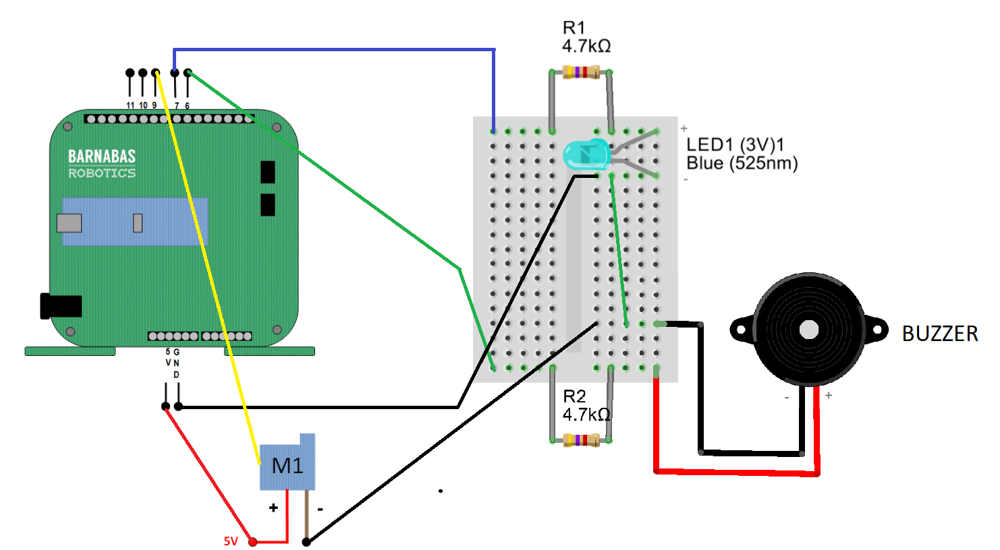 R1
4.7kΩ
11 10 9 7 6
BARNABAS
ROBOTICS
+
LED1 (3V)1
Blue (525nm)
-
BUZZER
5 G
V N
D
R2
4.7kΩ
- +
M1
+ -
5V